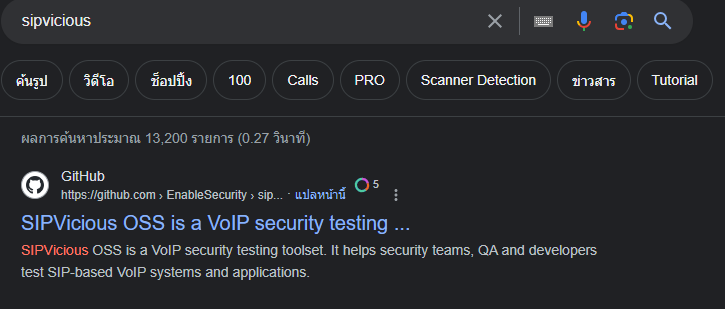 sipvicious
ค้นรูป วิดีโอ ช็อปปิ้ง 100 Calls PRO Scanner Detection ข่าวสาร Tutorial
ผลการค้นหาประมาณ 13,200 รายการ (0.27 วินาที)
GitHub
https://github.com › EnableSecurity › sip... · แปลหน้านี้ 5
SIPVicious OSS is a VoIP security testing ...
SIPVicious OSS is a VoIP security testing toolset. It helps security teams, QA and developers
test SIP-based VoIP systems and applications.